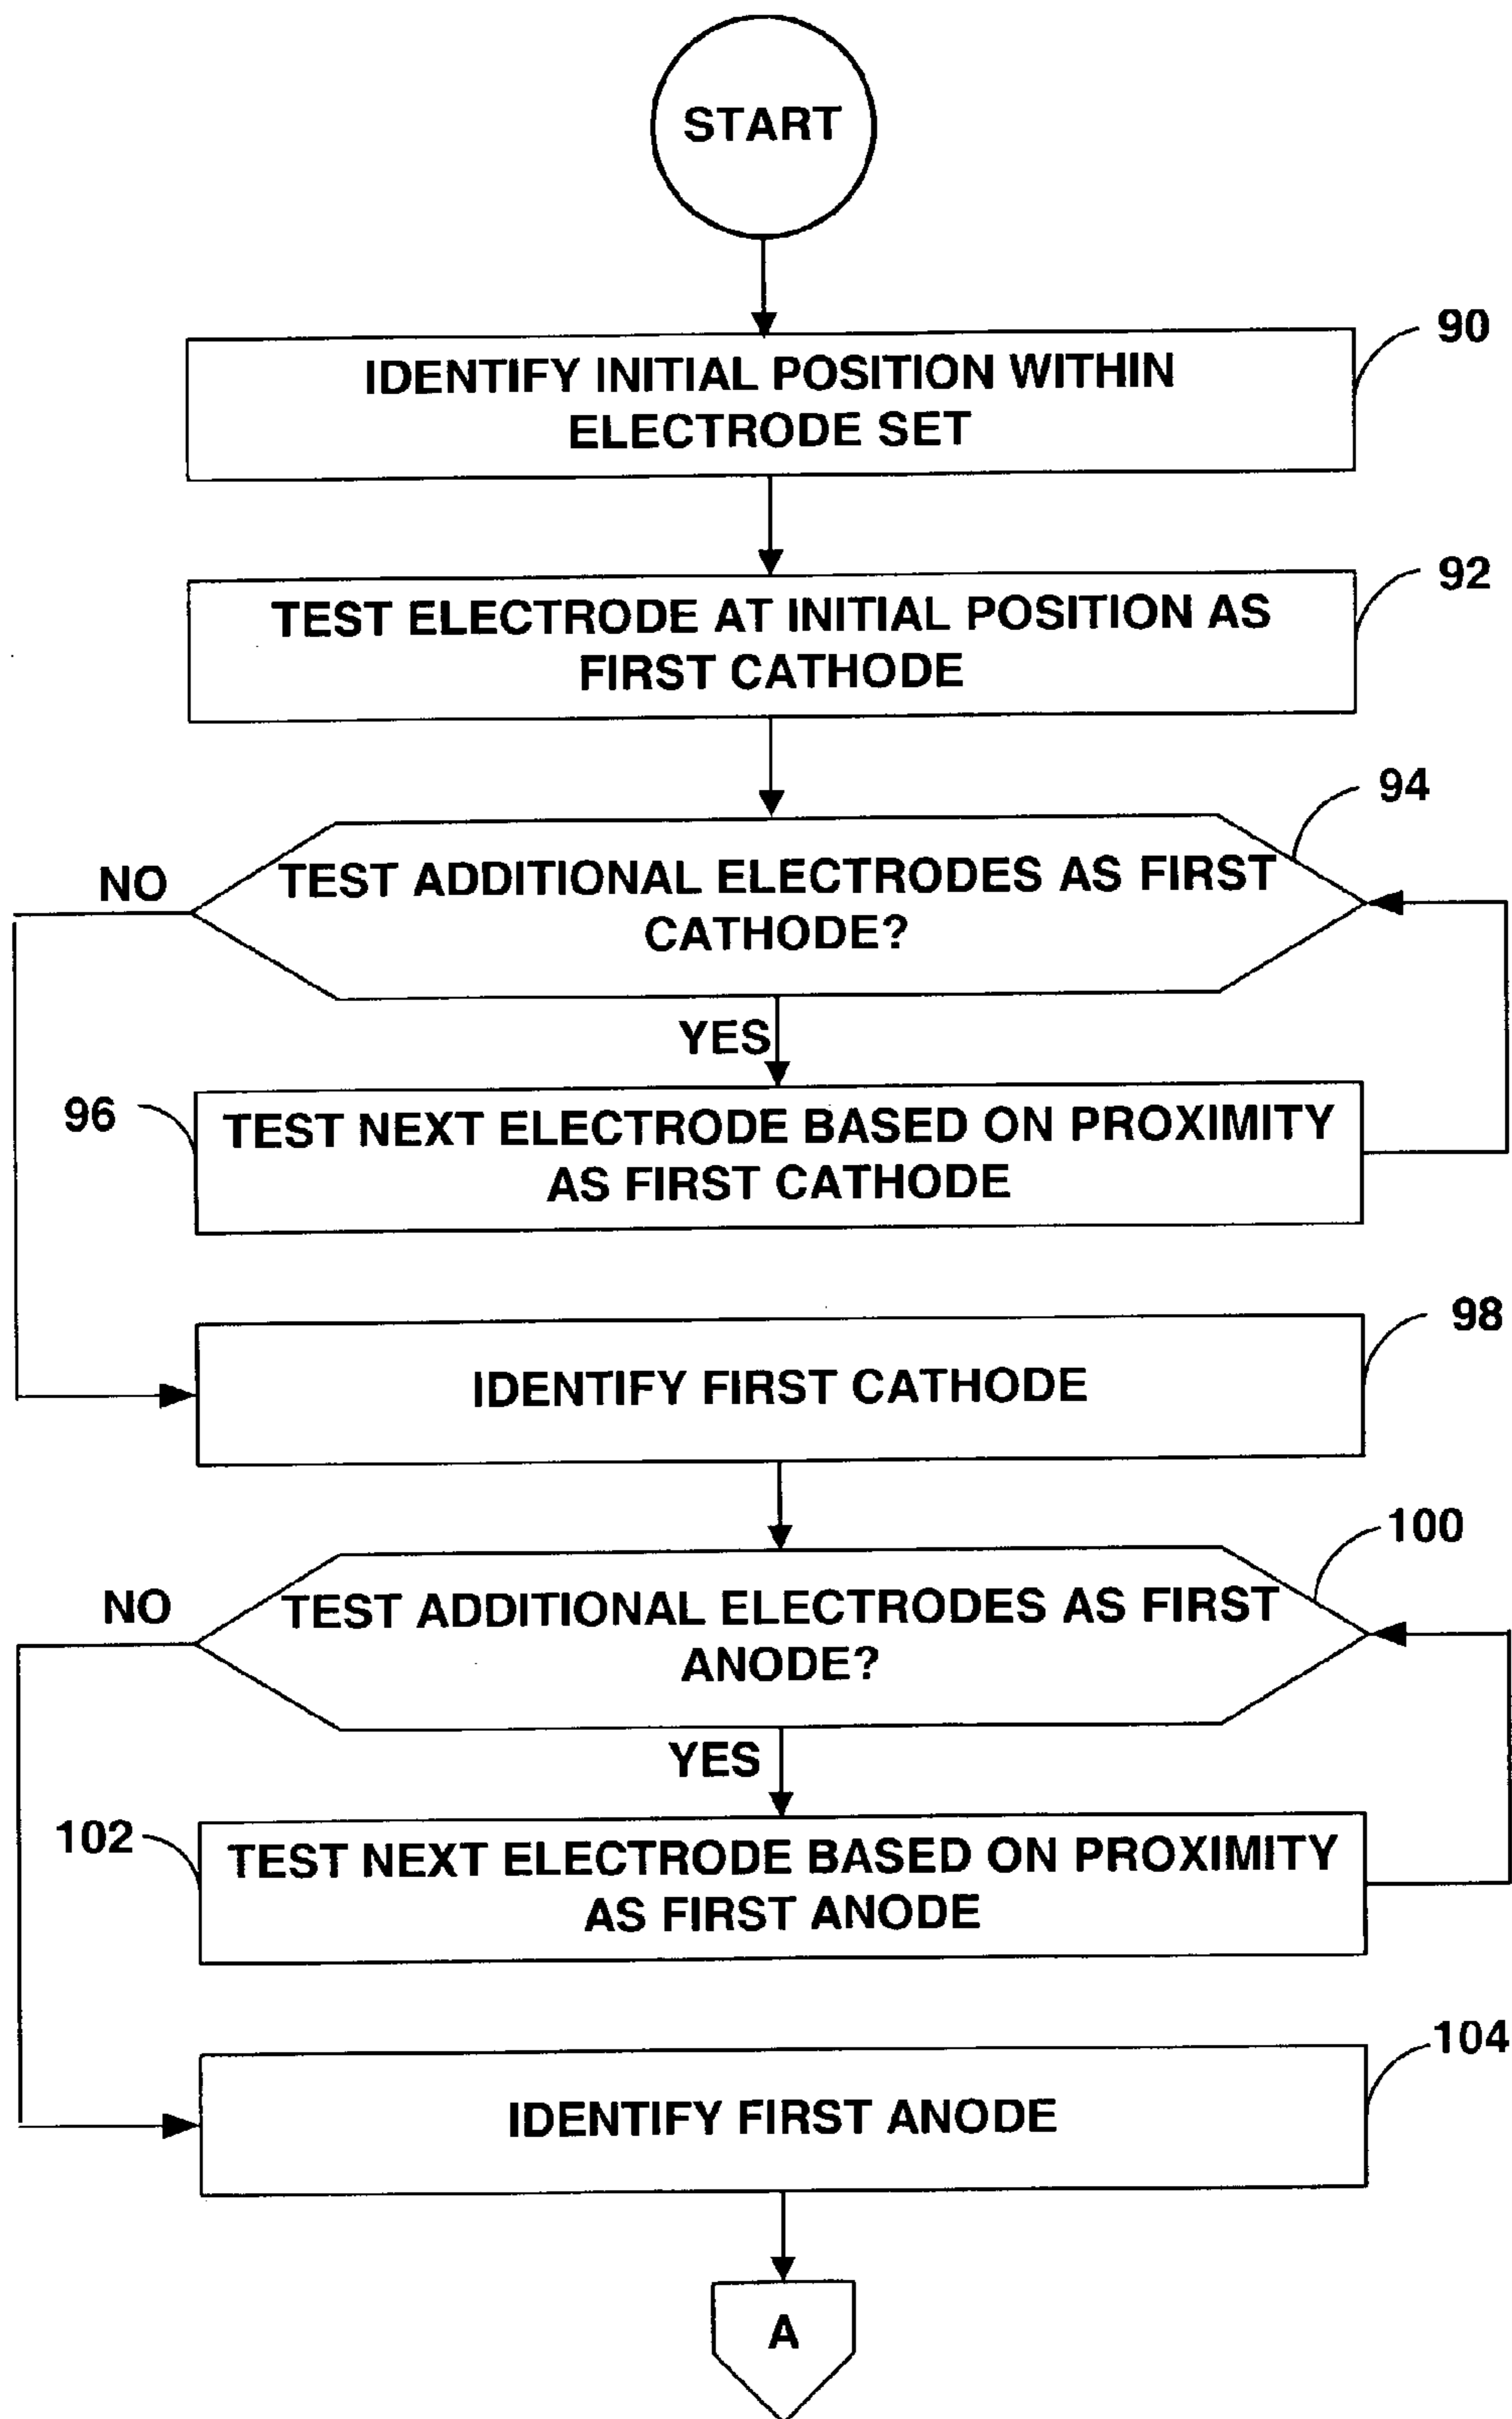 START
IDENTIFY INITIAL POSITION WITHIN
ELECTRODE SET
90
TEST ELECTRODE AT INITIAL POSITION AS
FIRST CATHODE
92
94
NO
TEST ADDITIONAL ELECTRODES AS FIRST
CATHODE?
YES
96
TEST NEXT ELECTRODE BASED ON PROXIMITY
AS FIRST CATHODE
98
IDENTIFY FIRST CATHODE
100
NO
TEST ADDITIONAL ELECTRODES AS FIRST
ANODE?
YES
102
TEST NEXT ELECTRODE BASED ON PROXIMITY
AS FIRST ANODE
104
IDENTIFY FIRST ANODE
A